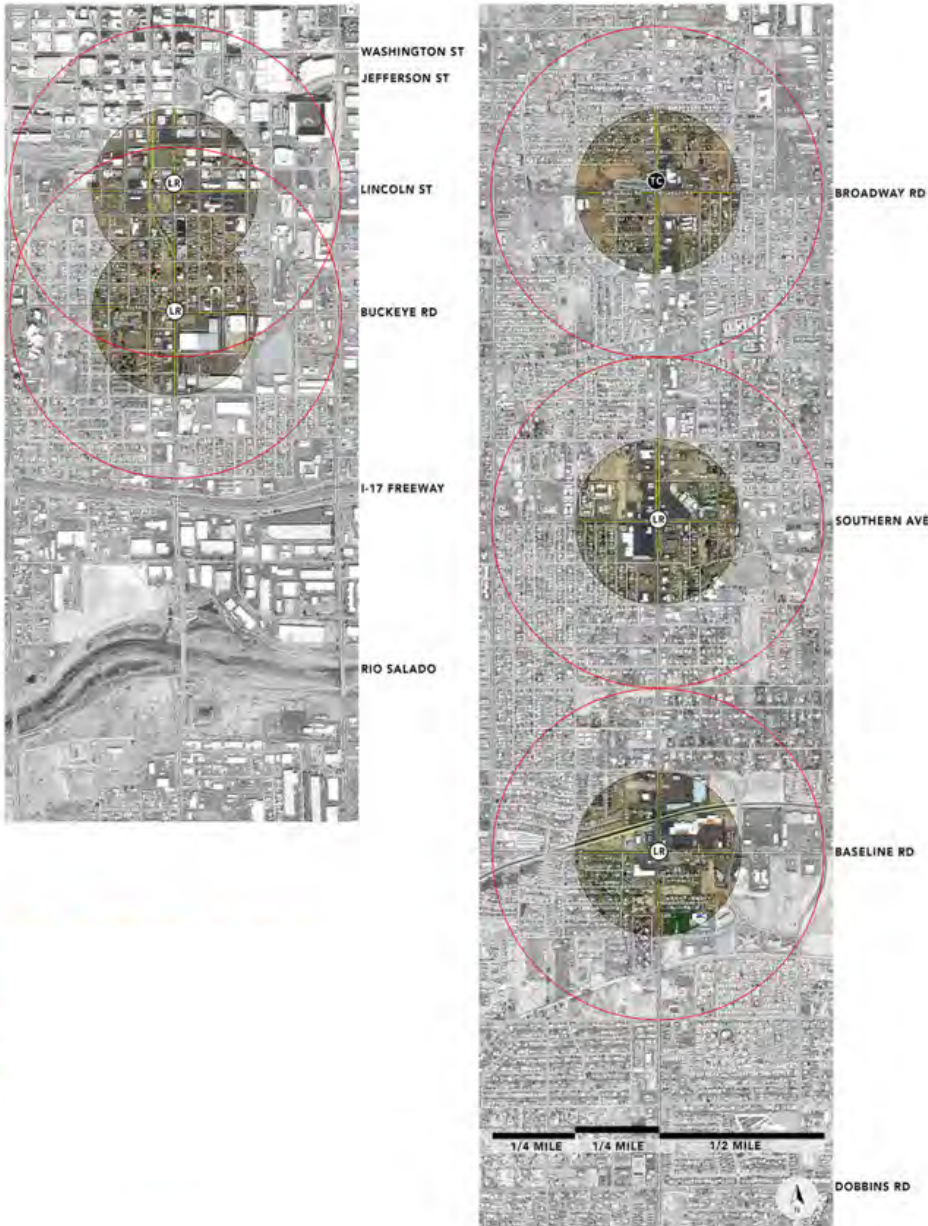 WASHINGTON ST
JEFFERSON ST
LR
LINCOLN ST
LR
BUCKEYE RD
I-17 FREEWAY
RIO SALADO
TC
BROADWAY RD
LR
SOUTHERN AVE
LR
BASELINE RD
1/4 MILE
1/4 MILE
1/2 MILE
DOBBINS RD
N